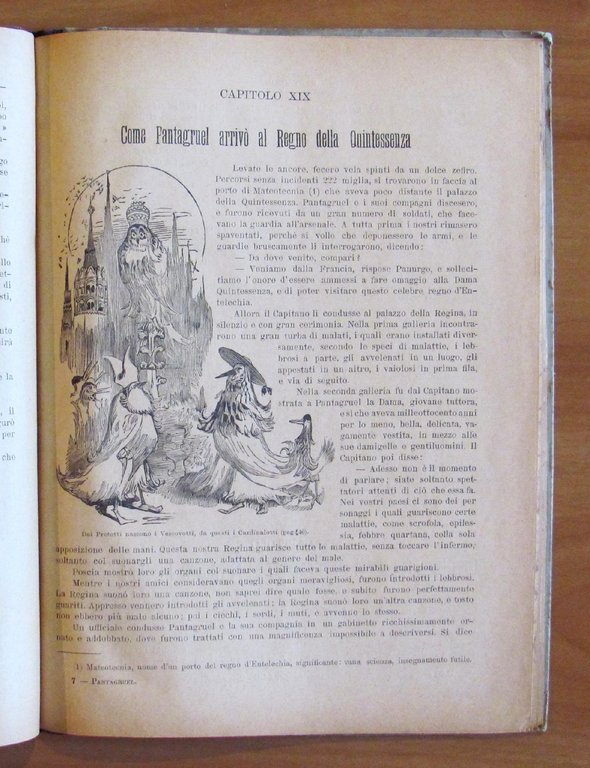 CAPITOLO XIX
Come Pantagruel arrivò al Regno della Quintessenza
Levate le ancore, fecero vela spinti da un dolce zefiro.
Percorsi senza incidenti 222 miglia, si trovarono in faccia al
porto di Mateotecnia (1) che aveva poco distante il palazzo
della Quintessenza. Pantagruel e i suoi compagni discesero,
e furono ricevuti da un gran numero di soldati, che face-
vano la guardia all'arsenale. A tutta prima i nostri rimasero
spaventati, perchè si volle che deponessero le armi, e le
guardie bruscamente li interrogarono, dicendo:
— Da dove venite, compari?
— Veniamo dalla Francia, rispose Panurgo, e solleci-
tiamo l'onore d'essere ammessi a fare omaggio alla Dama
Quintessenza, e di poter visitare questo celebre regno d'En-
telechia.
Allora il Capitano li condusse al palazzo della Regina, in
silenzio e con gran cerimonia. Nella prima galleria incontra-
rono una gran turba di malati, i quali erano installati diver-
samente, secondo le speci di malattie, i leb-
brosi a parte, gli avvelenati in un luogo, gli
appestati in un altro, i vaiolosi in prima fila,
e via di seguito.
Nella seconda galleria fu dal Capitano mo-
strata a Pantagruel la Dama, giovane tuttora,
e sì che aveva milleottocento anni
per lo meno, bella, delicata, va-
gamente vestita, in mezzo alle
sue damigelle e gentiluomini. Il
Capitano poi disse:
— Adesso non è il momento
di parlare; siate soltanto spet-
tatori attenti di ciò che essa fa.
Nei vostri paesi ci sono dei per-
sonaggi i quali guariscono certe
malattie, come scrofola, epiles-
sia, febbre quartana, colla sola
Dai Pretotti nascono i Vescovotti, da questi i Cardinalotti (pag. 86).
apposizione delle mani. Questa nostra Regina guarisce tutte le malattie, senza toccare l'infermo,
soltanto col suonargli una canzone, adattata al genere del male.
Poscia mostrò loro gli organi col suonare i quali faceva queste mirabili guarigioni.
Mentre i nostri amici consideravano quegli organi meravigliosi, furono introdotti i lebbrosi.
La Regina suonò loro una canzone, non saprei dire quale fosse, e subito furono perfettamente
guariti. Appresso vennero introdotti gli avvelenati; la Regina suonò loro un'altra canzone, e tosto
non ebbero più male alcuno; poi i ciechi, i sordi, i muti, e avvenne lo stesso.
Un ufficiale condusse Pantagruel e la sua compagnia in un gabinetto ricchissimamente or-
nato e addobbato, dove furono trattati con una magnificenza impossibile a descriversi. Si dice
1) Mateotecnia, nome d'un porto del regno d'Entelechia, significante: vana scienza, insegnamento futile.
7 — PANTAGRUEL.